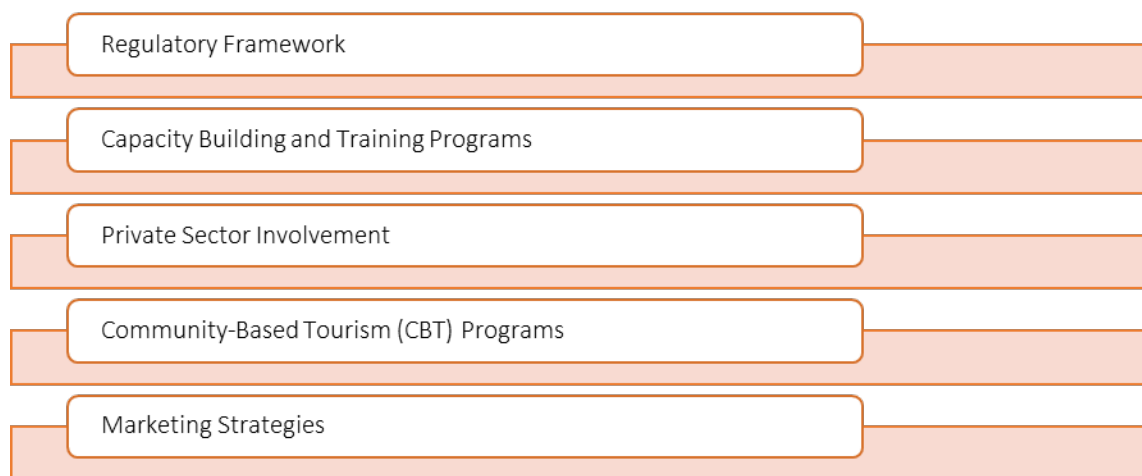 Regulatory Framework
Capacity Building and Training Programs
Private Sector Involvement
Community-Based Tourism (CBT) Programs
Marketing Strategies